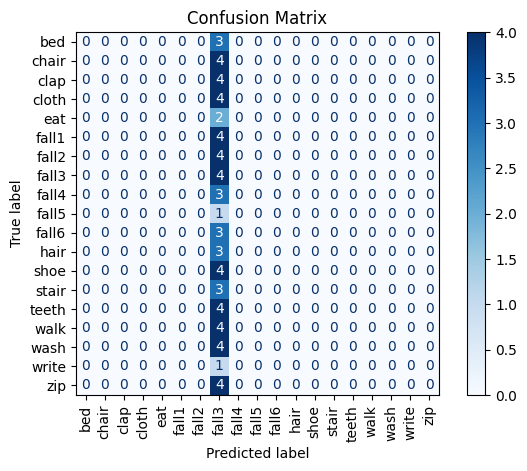 Confusion Matrix
True label
bed 0 0 0 0 0 0 0 3 0 0 0 0 0 0 0 0 0 0 0
chair 0 0 0 0 0 0 0 4 0 0 0 0 0 0 0 0 0 0 0
clap 0 0 0 0 0 0 0 4 0 0 0 0 0 0 0 0 0 0 0
cloth 0 0 0 0 0 0 0 4 0 0 0 0 0 0 0 0 0 0 0
eat 0 0 0 0 0 0 0 2 0 0 0 0 0 0 0 0 0 0 0
fall1 0 0 0 0 0 0 0 4 0 0 0 0 0 0 0 0 0 0 0
fall2 0 0 0 0 0 0 0 4 0 0 0 0 0 0 0 0 0 0 0
fall3 0 0 0 0 0 0 0 4 0 0 0 0 0 0 0 0 0 0 0
fall4 0 0 0 0 0 0 0 3 0 0 0 0 0 0 0 0 0 0 0
fall5 0 0 0 0 0 0 0 1 0 0 0 0 0 0 0 0 0 0 0
fall6 0 0 0 0 0 0 0 3 0 0 0 0 0 0 0 0 0 0 0
hair 0 0 0 0 0 0 0 3 0 0 0 0 0 0 0 0 0 0 0
shoe 0 0 0 0 0 0 0 4 0 0 0 0 0 0 0 0 0 0 0
stair 0 0 0 0 0 0 0 3 0 0 0 0 0 0 0 0 0 0 0
teeth 0 0 0 0 0 0 0 4 0 0 0 0 0 0 0 0 0 0 0
walk 0 0 0 0 0 0 0 4 0 0 0 0 0 0 0 0 0 0 0
wash 0 0 0 0 0 0 0 4 0 0 0 0 0 0 0 0 0 0 0
write 0 0 0 0 0 0 0 1 0 0 0 0 0 0 0 0 0 0 0
zip 0 0 0 0 0 0 0 4 0 0 0 0 0 0 0 0 0 0 0
bed chair clap cloth eat fall1 fall2 fall3 fall4 fall5 fall6 hair shoe stair teeth walk wash write zip
Predicted label
4.0
3.5
3.0
2.5
2.0
1.5
1.0
0.5
0.0